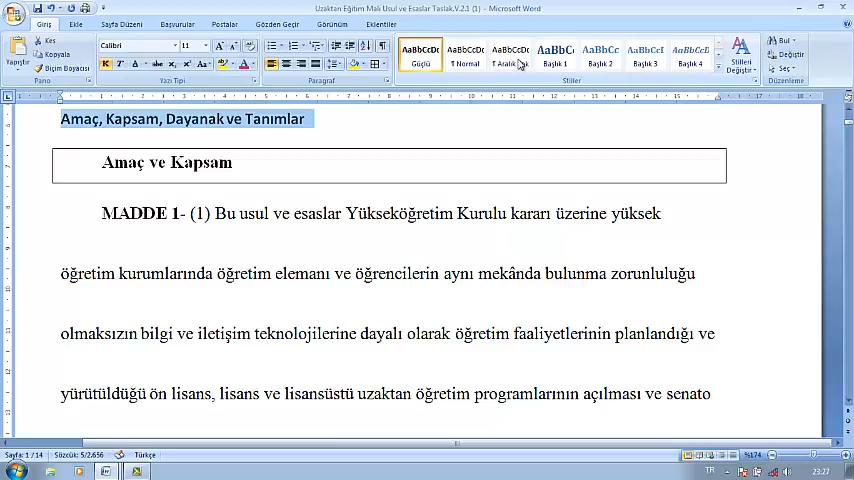 Uzaktan Eğitim Mali Usul ve Esaslar Taslak.V.2.1 (1) - Microsoft Word
Giriş Ekle Sayfa Düzeni Başvurular Postalar Gözden Geçir Görünüm Eklentiler
Yapıştır
Kes
Kopyala
Biçim Boyacısı
Pano
Calibri 11
Yazı Tipi
Paragraf
AaBbCcDc AaBbCcDc AaBbCcDc AaBbC AaBbCc AaBbCcI AaBbCcD
Güçlü ¶ Normal Başlık 1 Başlık 2 Başlık 3 Başlık 4
Stiller
Stilleri Değiştir
Bul
Değiştir
Seç
Düzenleme
Amaç, Kapsam, Dayanak ve Tanımlar
Amaç ve Kapsam
MADDE 1- (1) Bu usul ve esaslar Yükseköğretim Kurulu kararı üzerine yüksek
öğretim kurumlarında öğretim elemanı ve öğrencilerin aynı mekânda bulunma zorunluluğu
olmaksızın bilgi ve iletişim teknolojilerine dayalı olarak öğretim faaliyetlerinin planlandığı ve
yürütüldüğü ön lisans, lisans ve lisansüstü uzaktan öğretim programlarının açılması ve senato
Sayfa: 1 / 14 Sözcük: 5/2.656 Türkçe %174
TR 23:27